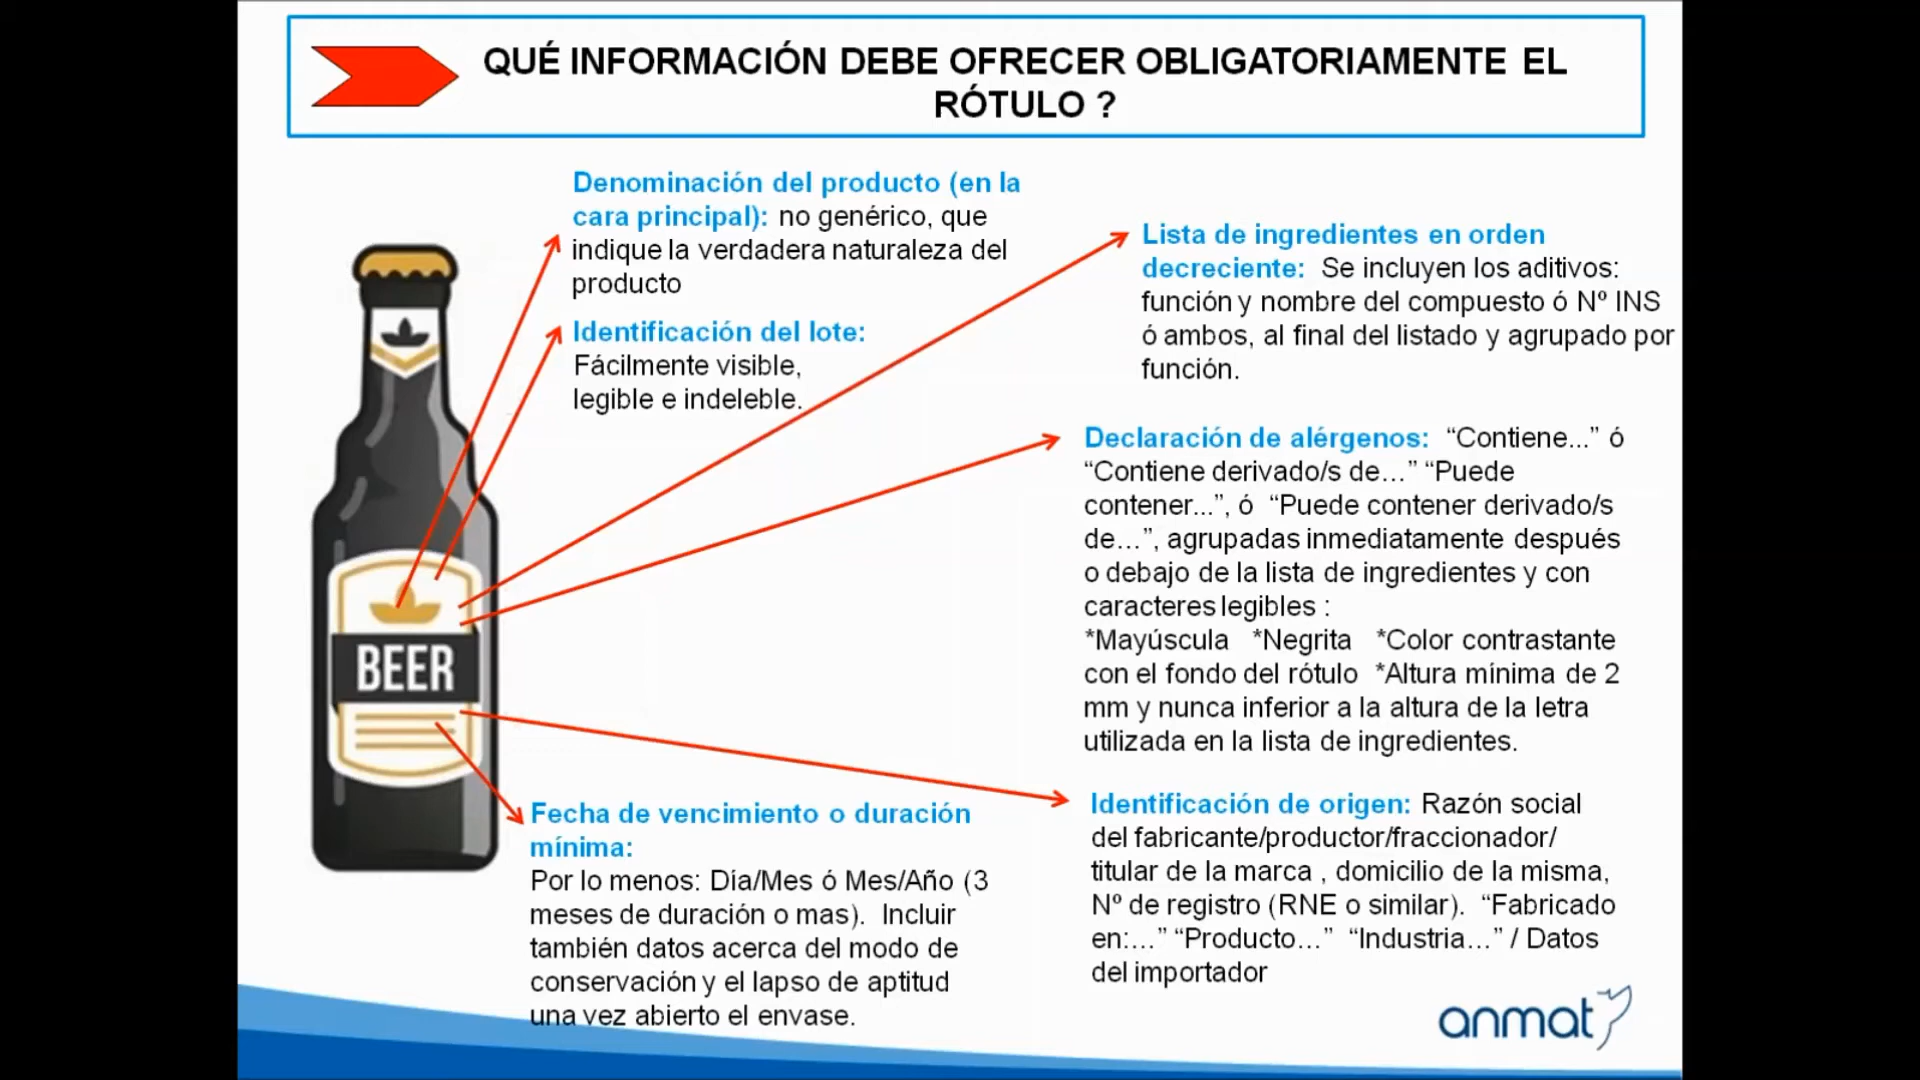 QUÉ INFORMACIÓN DEBE OFRECER OBLIGATORIAMENTE EL
RÓTULO ?
Denominación del producto (en la
cara principal): no genérico, que
indique la verdadera naturaleza del
producto
Identificación del lote:
Fácilmente visible,
legible e indeleble.
Lista de ingredientes en orden
decreciente: Se incluyen los aditivos:
función y nombre del compuesto ó Nº INS
ó ambos, al final del listado y agrupado por
función.
Declaración de alérgenos: “Contiene...” ó
“Contiene derivado/s de…” “Puede
contener...”, ó “Puede contener derivado/s
de…”, agrupadas inmediatamente después
o debajo de la lista de ingredientes y con
caracteres legibles :
*Mayúscula *Negrita *Color contrastante
con el fondo del rótulo *Altura mínima de 2
mm y nunca inferior a la altura de la letra
utilizada en la lista de ingredientes.
BEER
Fecha de vencimiento o duración
mínima:
Por lo menos: Día/Mes ó Mes/Año (3
meses de duración o mas). Incluir
también datos acerca del modo de
conservación y el lapso de aptitud
una vez abierto el envase.
Identificación de origen: Razón social
del fabricante/productor/fraccionador/
titular de la marca , domicilio de la misma,
Nº de registro (RNE o similar). “Fabricado
en:…” “Producto…” “Industria…” / Datos
del importador
anmat